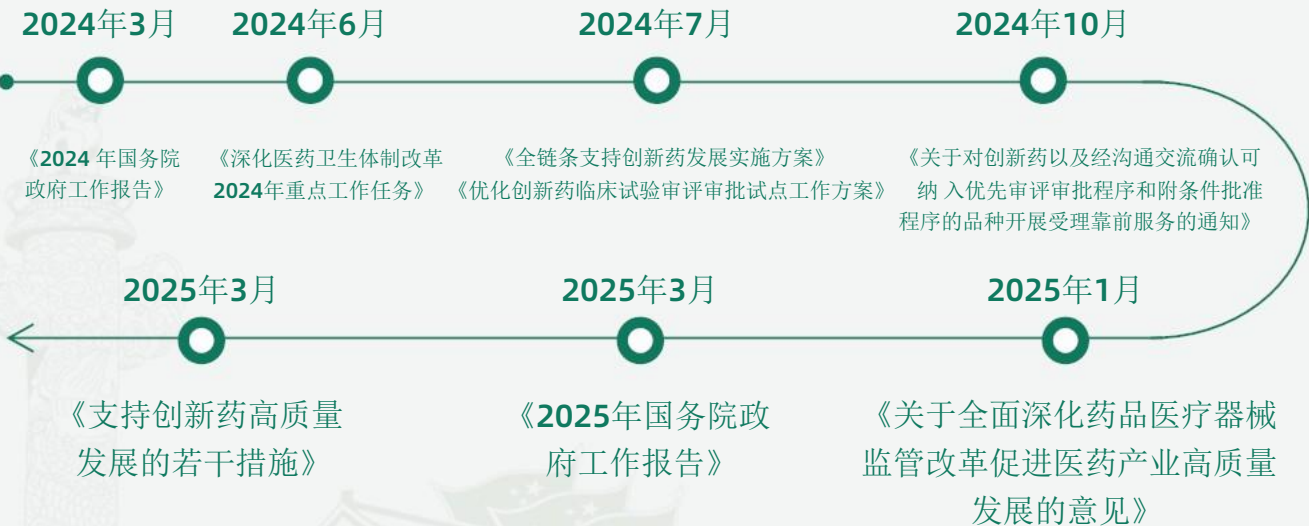 2024年3月
2024年6月
2024年7月
2024年10月
《2024 年国务院
政府工作报告》
《深化医药卫生体制改革
2024年重点工作任务》
《全链条支持创新药发展实施方案》
《优化创新药临床试验审评审批试点工作方案》
《关于对创新药以及经沟通交流确认可
纳 入优先审评审批程序和附条件批准
程序的品种开展受理靠前服务的通知》
2025年1月
《关于全面深化药品医疗器械
监管改革促进医药产业高质量
发展的意见》
2025年3月
《2025年国务院政
府工作报告》
2025年3月
《支持创新药高质量
发展的若干措施》